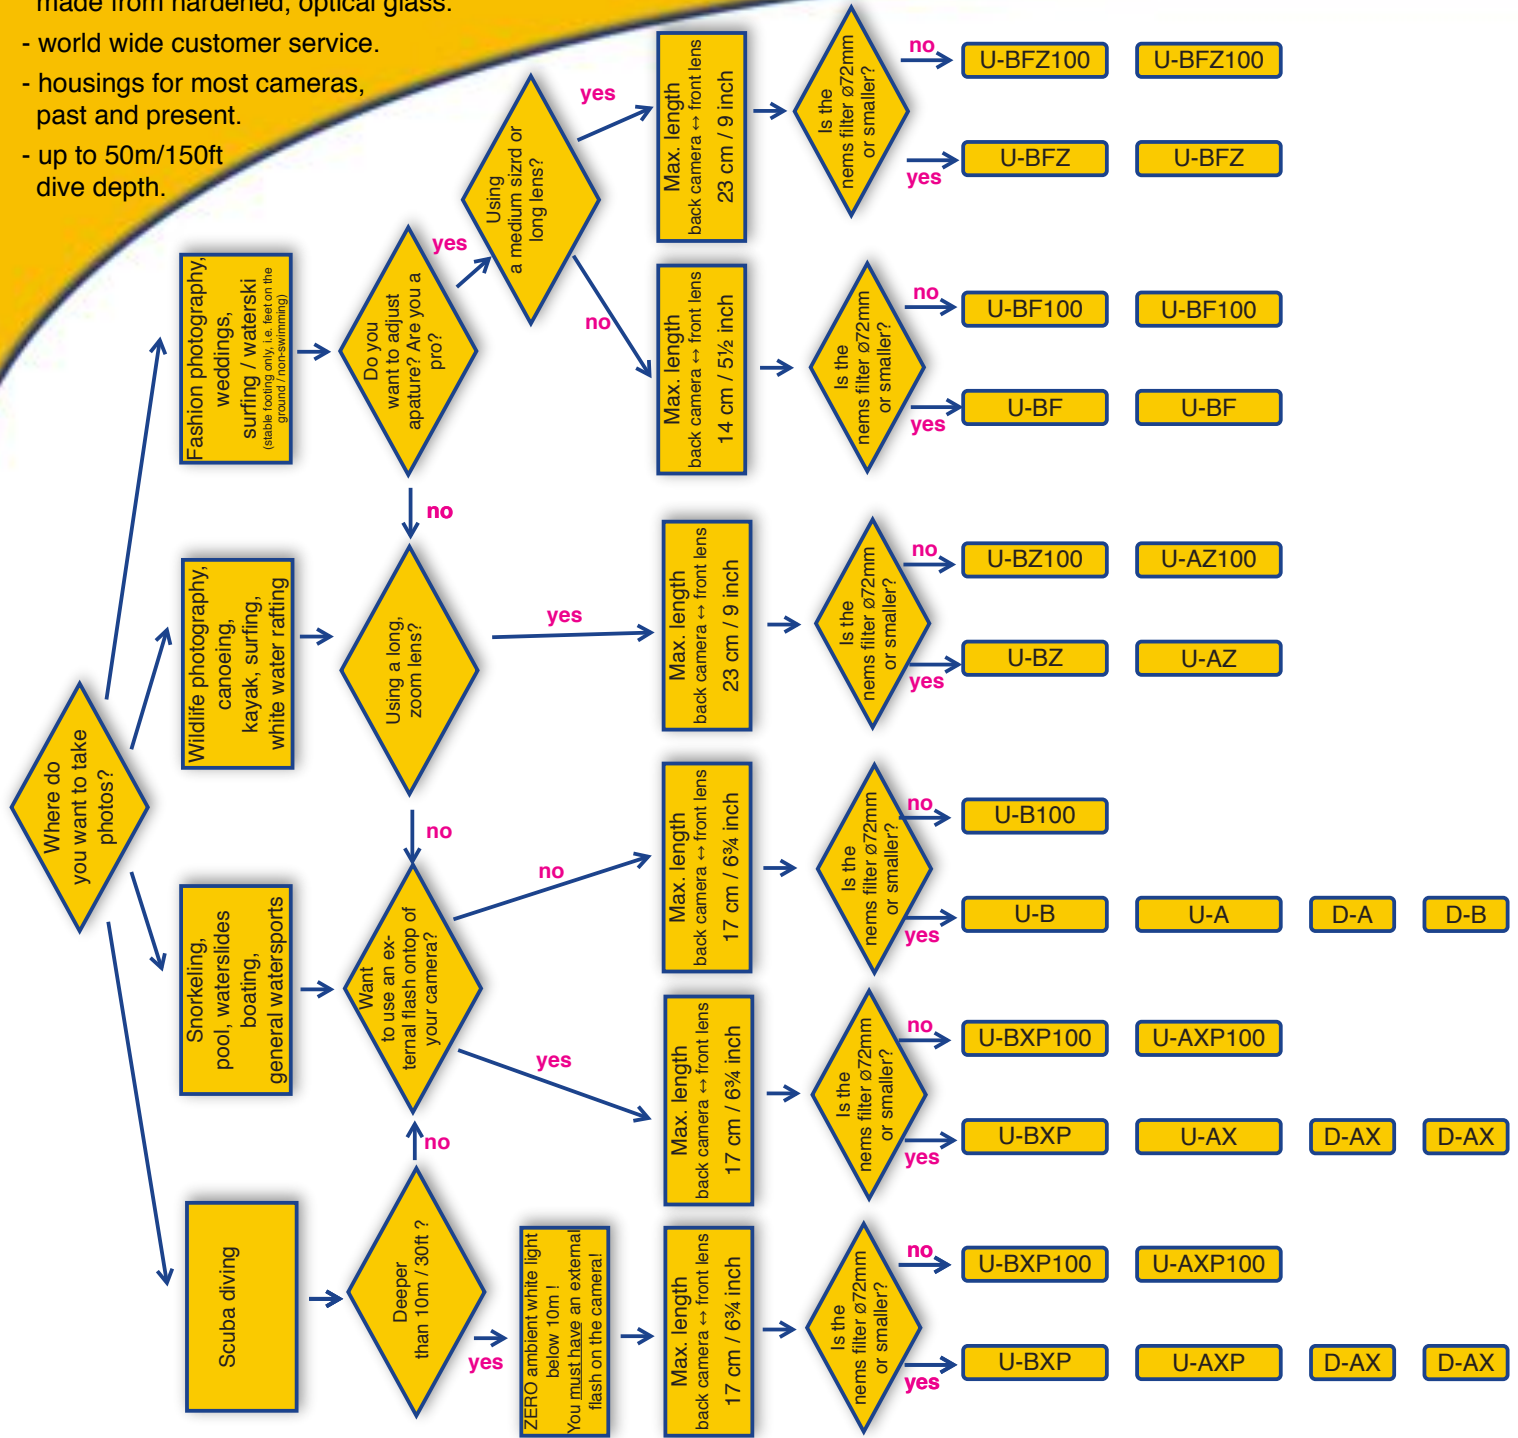 made from hardened, optical glass.
- world wide customer service.
- housings for most cameras,
past and present.
- up to 50m/150ft
dive depth.
Where do
you want to take
photos?
Fashion photography,
weddings,
surfing / waterski
(stable footing only, i.e. feet on the
ground / non-swimming)
Do you
want to adjust
apature? Are you a
pro?
yes
no
Using
a medium sizrd or
long lens?
yes
no
Max. length
back camera ↔ front lens
23 cm / 9 inch
Is the
nems filter ø72mm
or smaller?
no
U-BFZ100
U-BFZ100
yes
U-BFZ
U-BFZ
Max. length
back camera ↔ front lens
14 cm / 5½ inch
Is the
nems filter ø72mm
or smaller?
no
U-BF100
U-BF100
yes
U-BF
U-BF
Wildlife photography,
canoeing,
kayak, surfing,
white water rafting
Using a long,
zoom lens?
yes
no
Max. length
back camera ↔ front lens
23 cm / 9 inch
Is the
nems filter ø72mm
or smaller?
no
U-BZ100
U-AZ100
yes
U-BZ
U-AZ
Snorkeling,
pool, waterslides
boating,
general watersports
Want
to use an ex-
ternal flash ontop of
your camera?
no
yes
Max. length
back camera ↔ front lens
17 cm / 6¾ inch
Is the
nems filter ø72mm
or smaller?
no
U-B100
yes
U-B
U-A
D-A
D-B
Max. length
back camera ↔ front lens
17 cm / 6¾ inch
Is the
nems filter ø72mm
or smaller?
no
U-BXP100
U-AXP100
yes
U-BXP
U-AX
D-AX
D-AX
Scuba diving
Deeper
than 10m / 30ft ?
no
yes
ZERO ambient white light
below 10m !
You must have an external
flash on the camera!
Max. length
back camera ↔ front lens
17 cm / 6¾ inch
Is the
nems filter ø72mm
or smaller?
no
U-BXP100
U-AXP100
yes
U-BXP
U-AXP
D-AX
D-AX